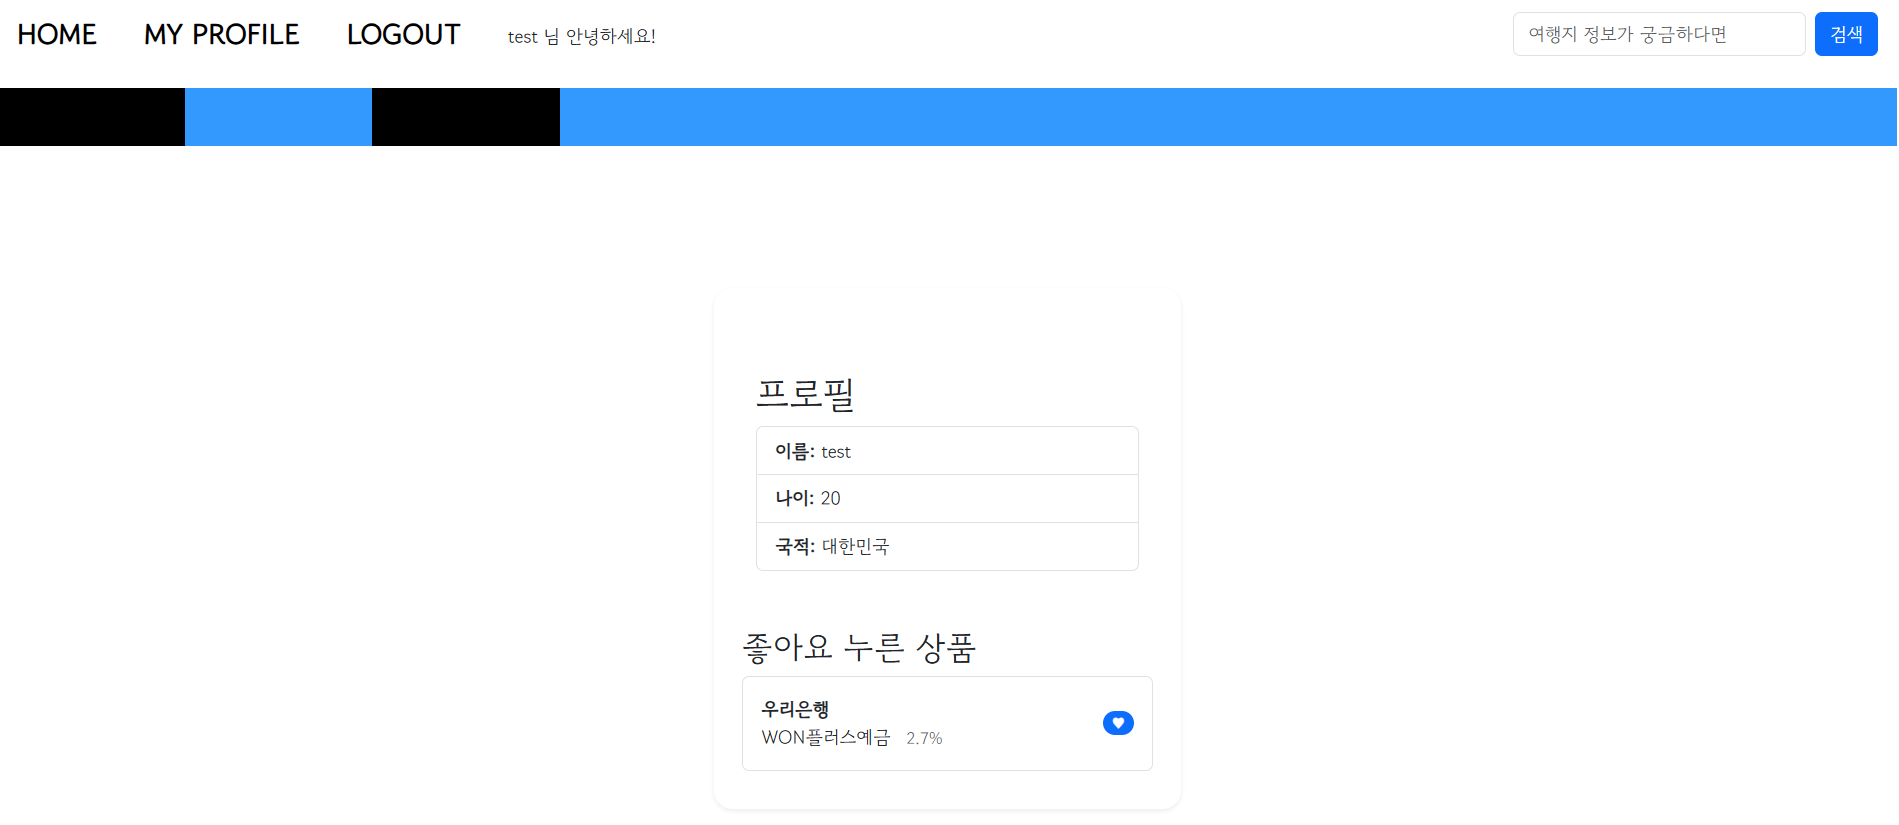 HOME MY PROFILE LOGOUT test 님 안녕하세요! 여행지 정보가 궁금하다면 검색
프로필
이름: test
나이: 20
국적: 대한민국
좋아요 누른 상품
우리은행
WON플러스예금 2.7%